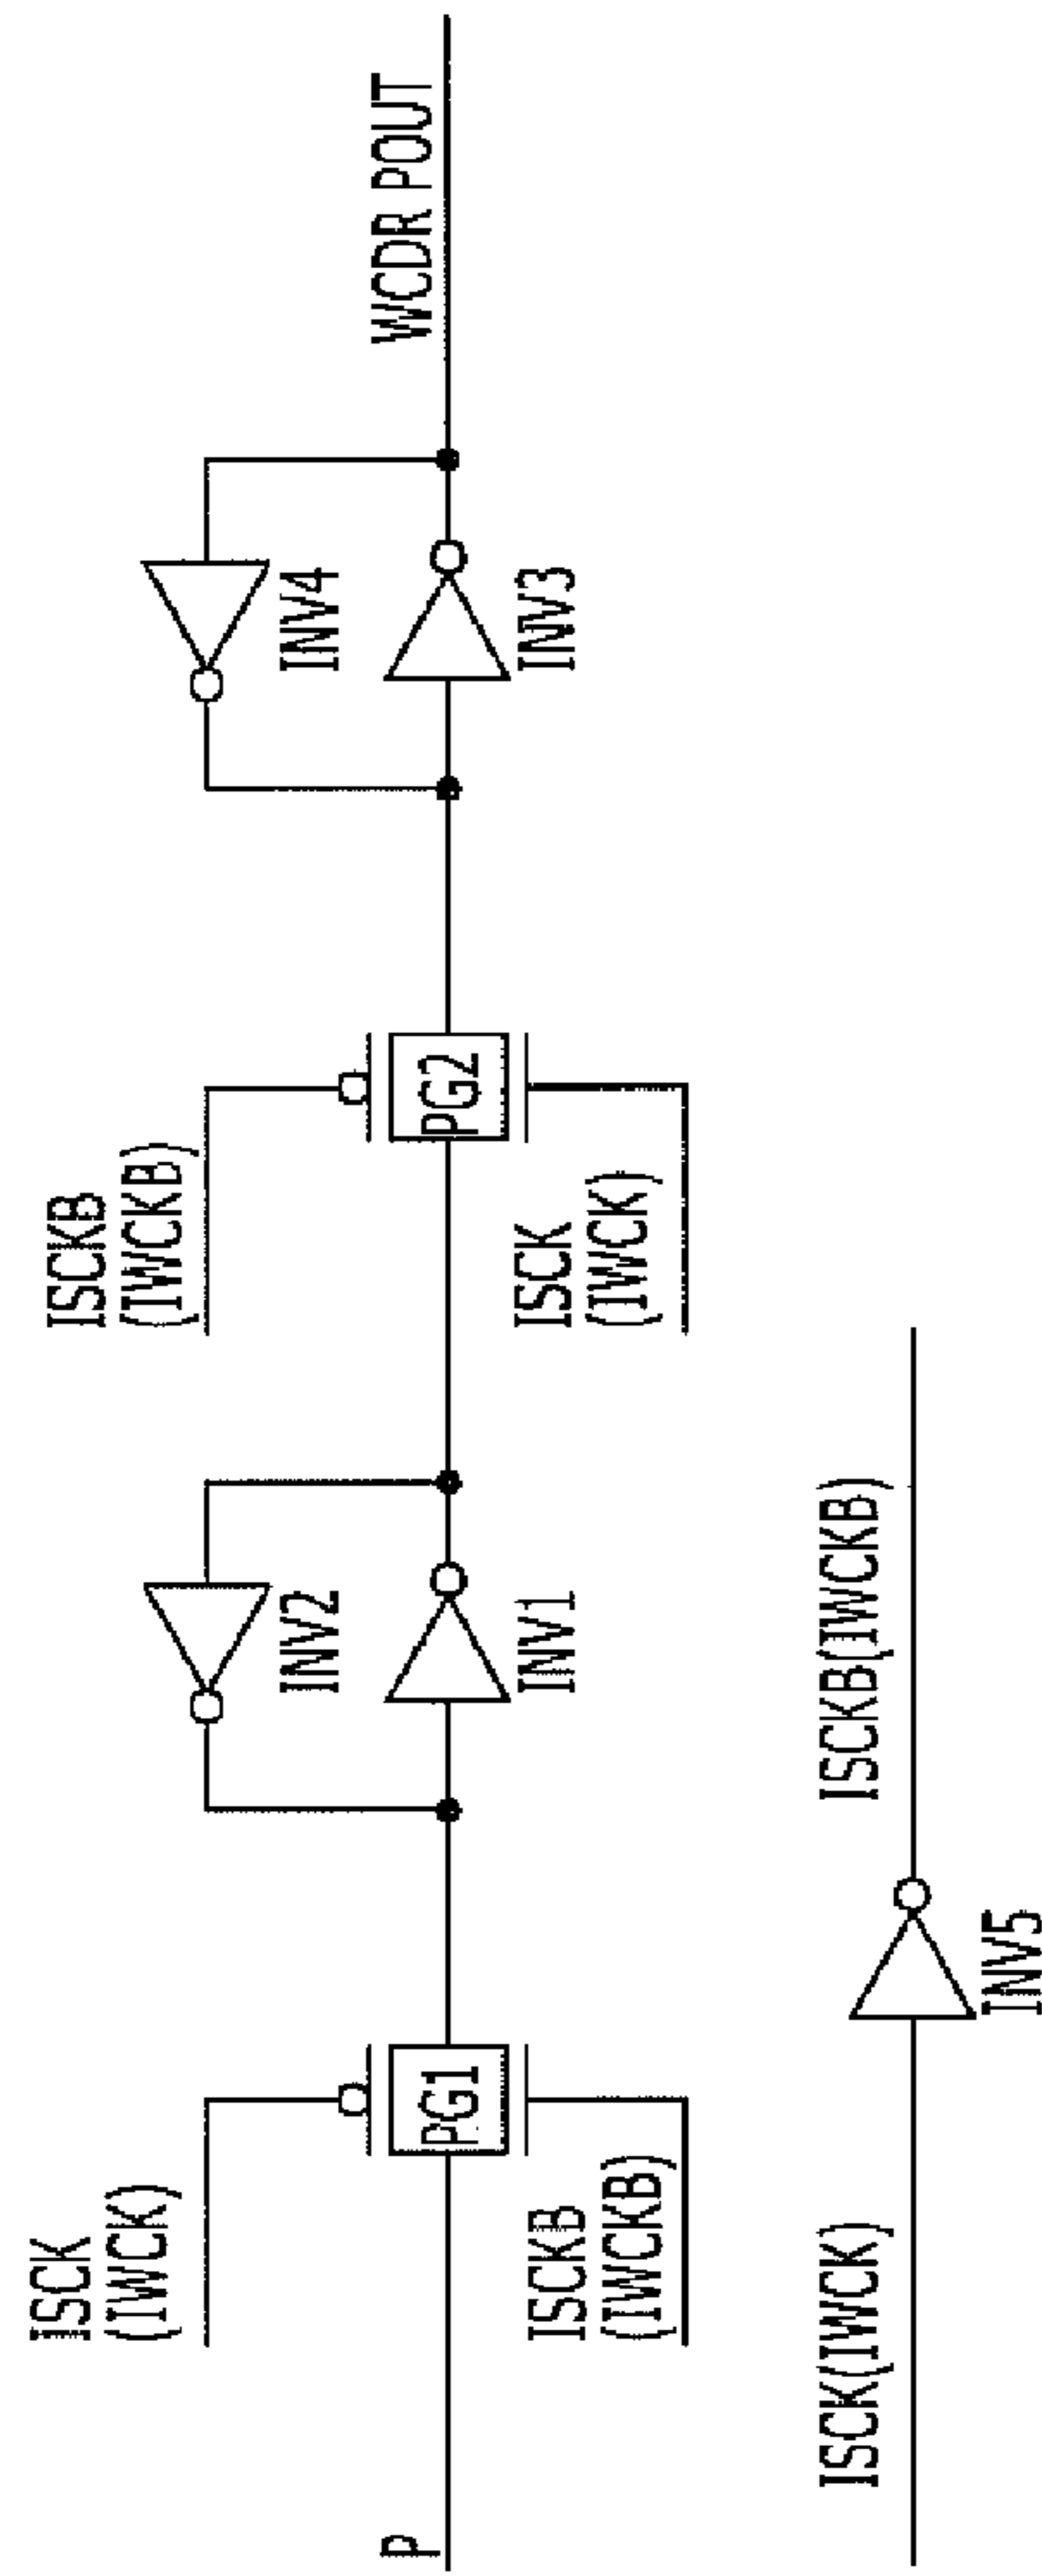 ISCK
(IWCK)
P
PG1
ISCKB
(IWCKB)
INV2
INV1
ISCKB
(IWCKB)
PG2
ISCK
(IWCK)
INV4
INV3
WCDR POUT
ISCK(IWCK)
INV5
ISCKB(IWCKB)